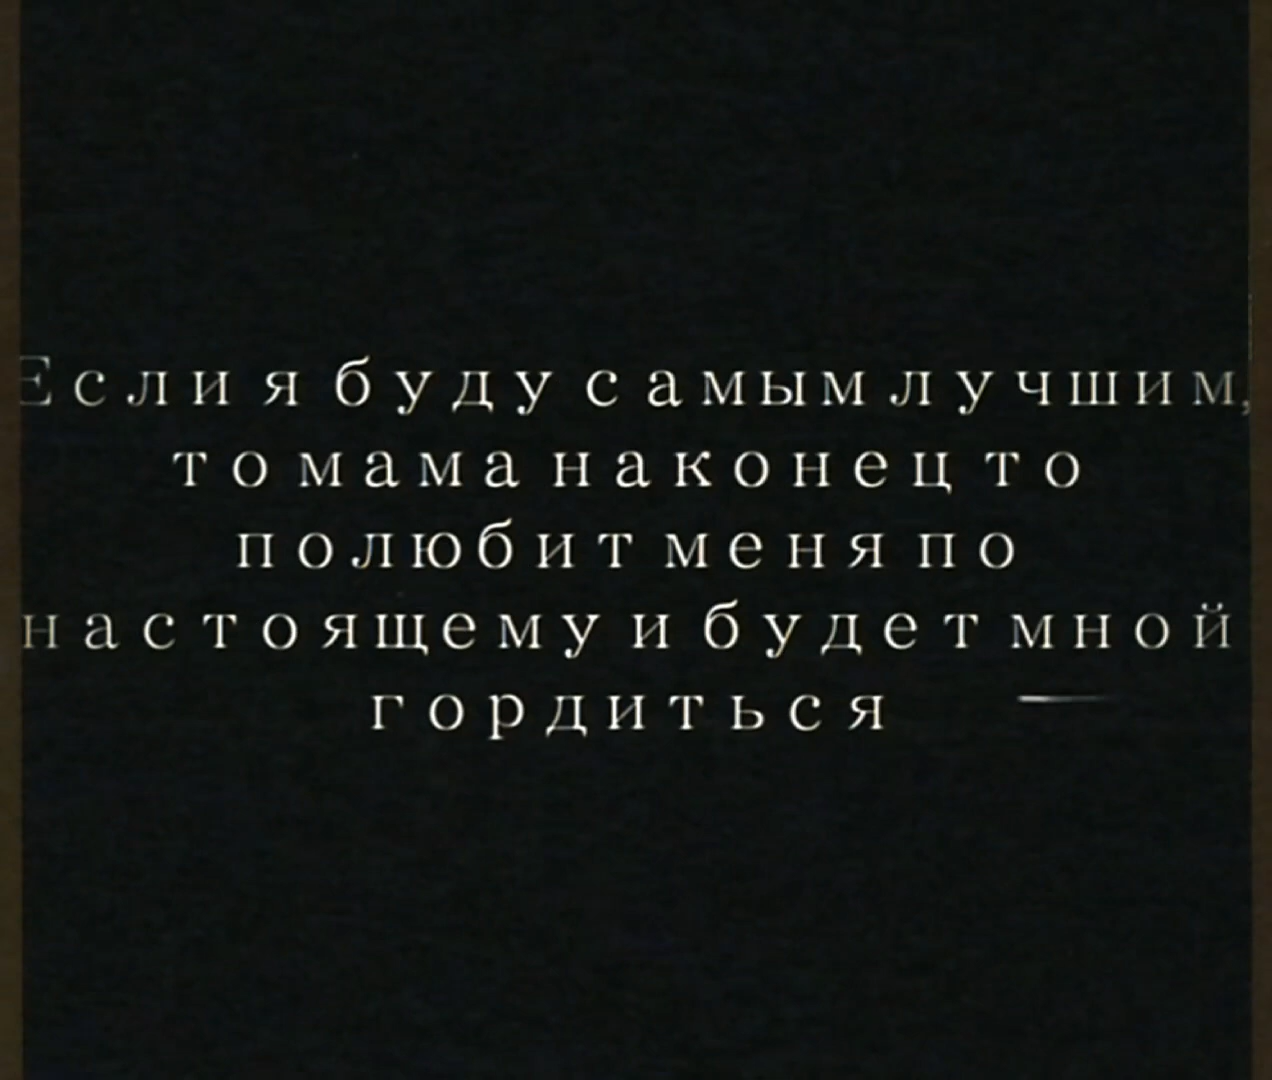 Если я буду самым лучшим,
то мама наконец то
полюбит меня по
настоящему и будет мной
гордиться